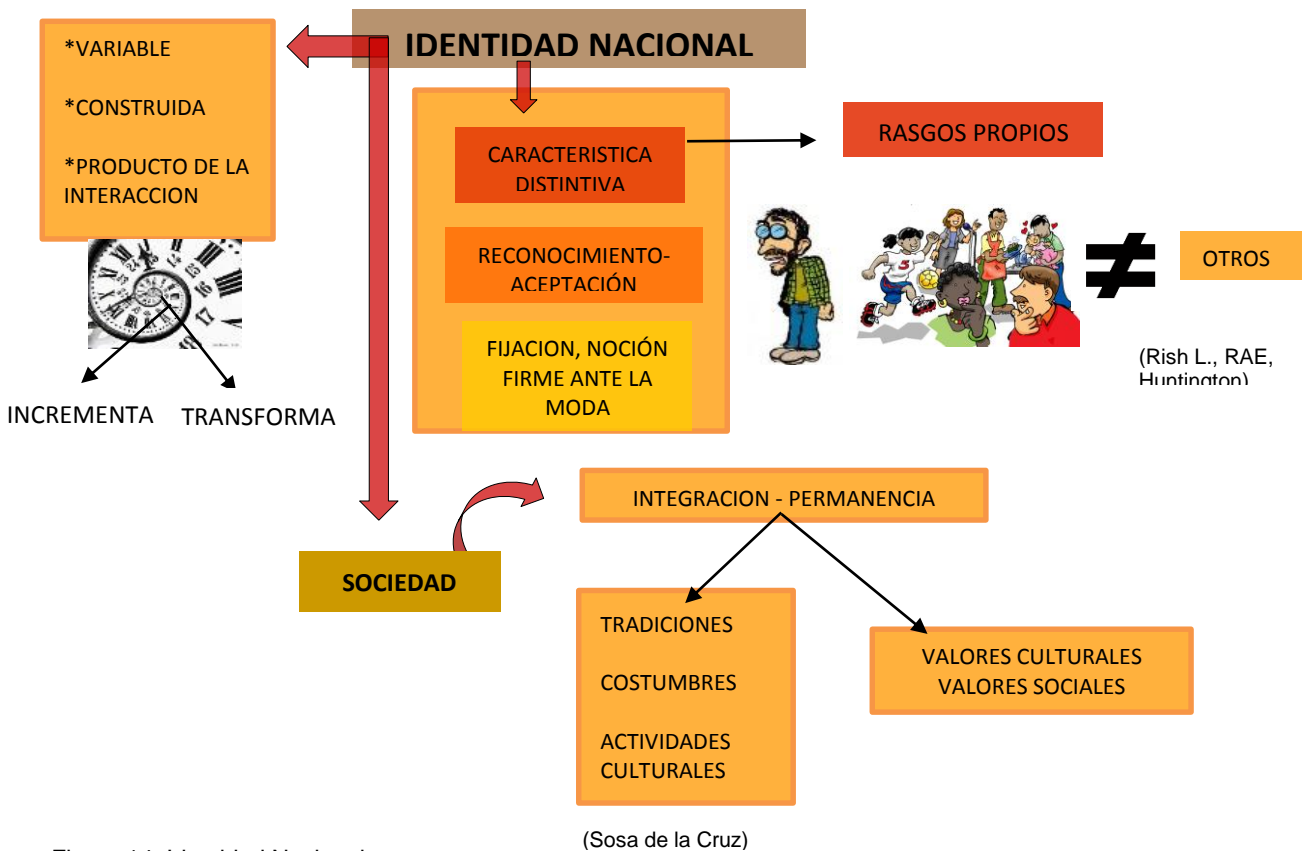 IDENTIDAD NACIONAL
*VARIABLE
*CONSTRUIDA
*PRODUCTO DE LA
INTERACCION
INCREMENTA
TRANSFORMA
CARACTERISTICA
DISTINTIVA
RECONOCIMIENTO-
ACEPTACIÓN
FIJACION, NOCIÓN
FIRME ANTE LA
MODA
RASGOS PROPIOS
≠
OTROS
(Rish L., RAE,
Huntington)
SOCIEDAD
INTEGRACION - PERMANENCIA
TRADICIONES
COSTUMBRES
ACTIVIDADES
CULTURALES
VALORES CULTURALES
VALORES SOCIALES
(Sosa de la Cruz)